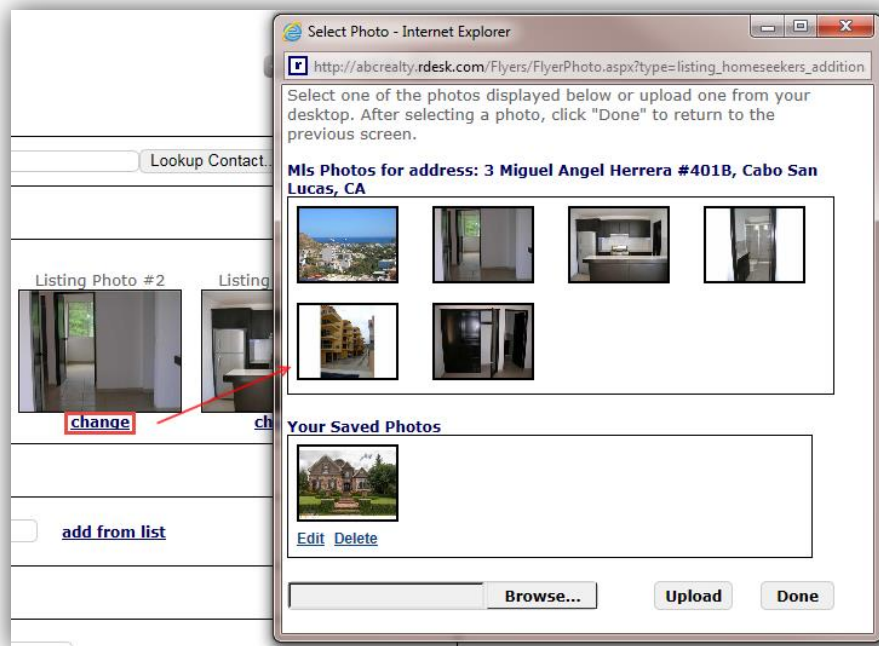 Select Photo - Internet Explorer
r http://abcrealty.rdesk.com/Flyers/FlyerPhoto.aspx?type=listing_homeseekers_addition
Select one of the photos displayed below or upload one from your
desktop. After selecting a photo, click "Done" to return to the
previous screen.
Lookup Contact..
Mls Photos for address: 3 Miguel Angel Herrera #401B, Cabo San
Lucas, CA
Listing Photo #2
Listing
change
ch
Your Saved Photos
add from list
Edit Delete
Browse...
Upload
Done